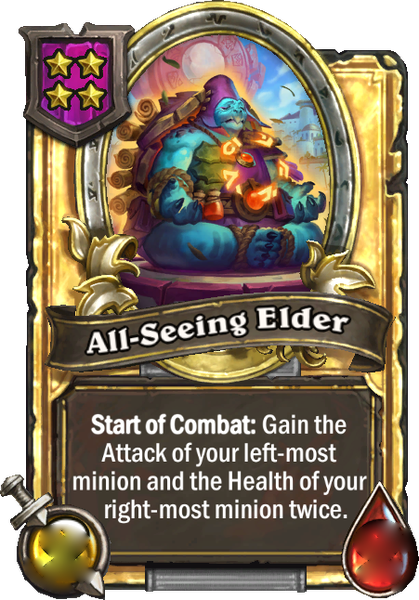 All-Seeing Elder
Start of Combat: Gain the
Attack of your left-most
minion and the Health of your
right-most minion twice.